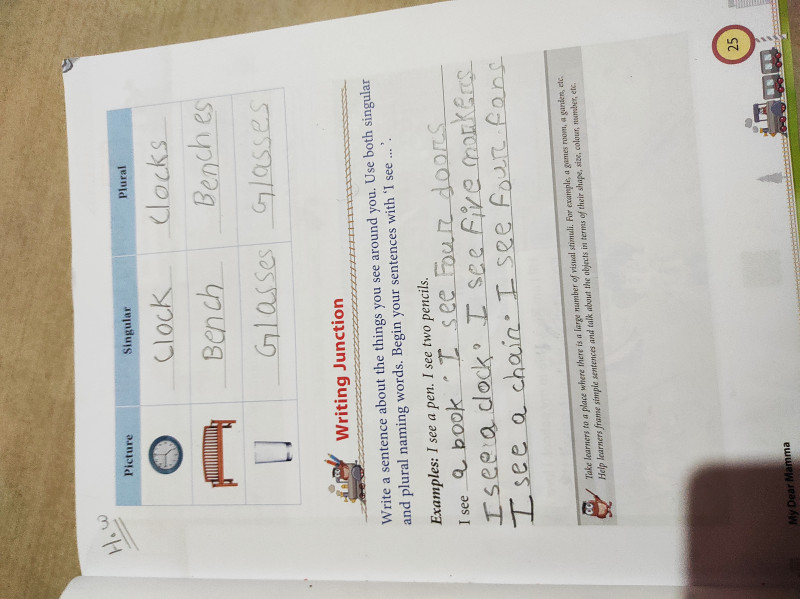 H.w
Picture Singular Plural
Clock Clocks
Bench Benches
Glasses Glasses
Writing Junction
Write a sentence about the things you see around you. Use both singular
and plural naming words. Begin your sentences with 'I see ...'.
Examples: I see a pen. I see two pencils.
I see a book. I see Four doors
I see a clock. I see Five markers
I see a chair. I see four fans
Take learners to a place where there is a large number of visual stimuli. For example, a games room, a garden, etc.
Help learners frame simple sentences and talk about the objects in terms of their shape, size, colour, number, etc.
My Dear Mamma
25